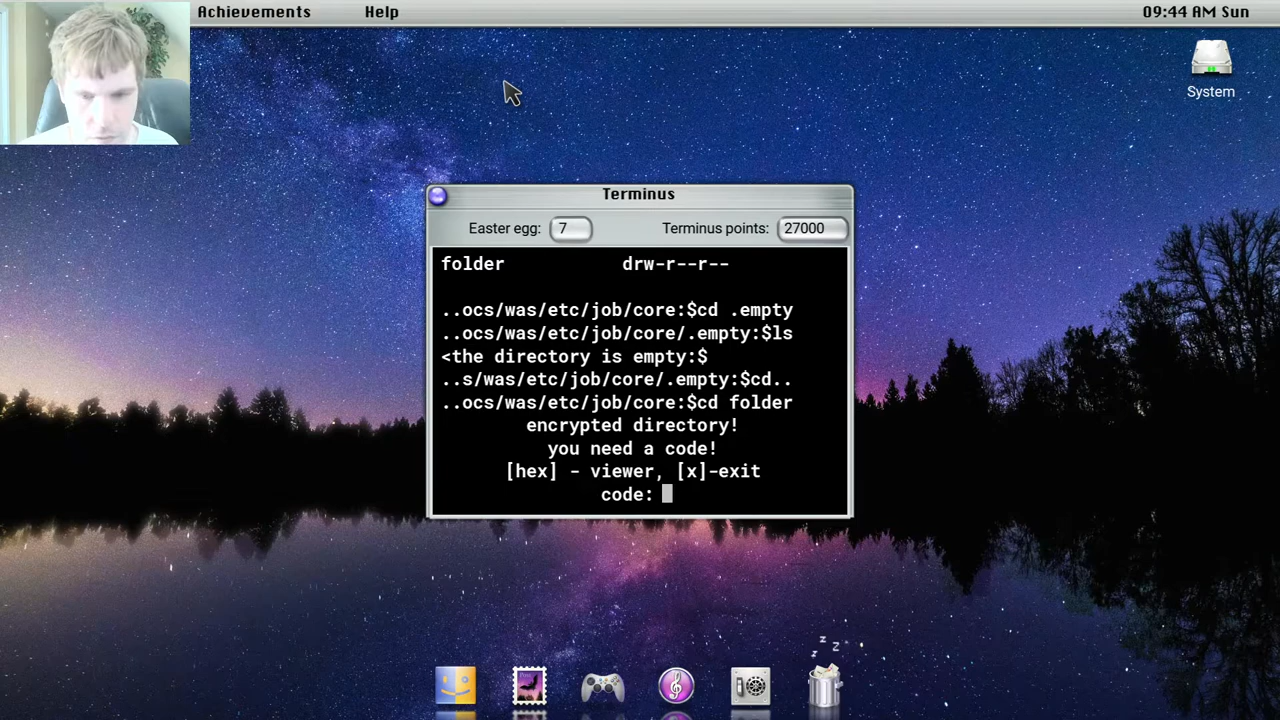 Achievements Help 09:44 AM Sun
System
Terminus
Easter egg: 7 Terminus points: 27000
folder drw-r--r--
..ocs/was/etc/job/core:$cd .empty
..ocs/was/etc/job/core/.empty:$ls
<the directory is empty:$
..s/was/etc/job/core/.empty:$cd..
..ocs/was/etc/job/core:$cd folder
encrypted directory!
you need a code!
[hex] - viewer, [x]-exit
code: